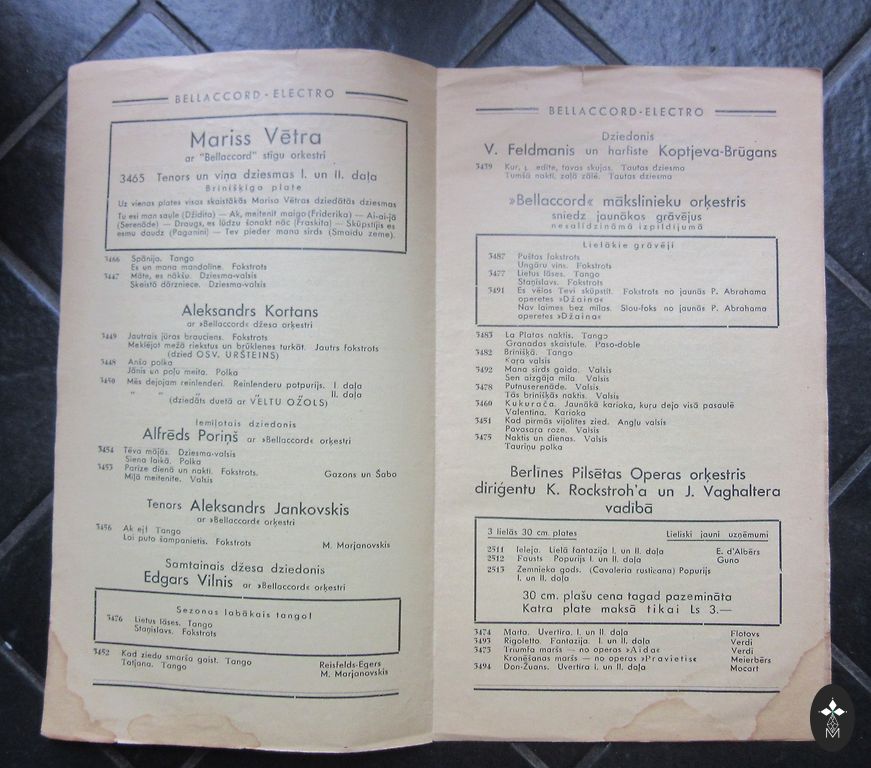 BELLACCORD-ELECTRO
Mariss Vētra
ar "Bellaccord" stīgu orķestri
3465 Tenors un viņa dziesmas I. un II. daļa
Brīnišķīga plate
Uz vienas plates visas skaistākās Marisa Vētras dziedātās dziesmas
Tu esi man saule (Džidita) — Ak, meitenīt maigo (Friderika) — Ai-ai-jā
(Serenāde) — Draugs, es lūdzu šonakt nāc (Fraskita) — Skūpstījis es
esmu daudz (Paganini) — Tev pieder mana sirds (Smaidu zeme).
3466 Spānija. Tango
Es un mana mandoline. Fokstrots
3447 Māte, es nākšu. Dziesma-valsis
Skaistā dārzniece. Dziesma-valsis
Aleksandrs Kortans
ar »Bellaccord« džesa orķestri
3449 Jautrais jūras brauciens. Fokstrots
Meklējot mežā riekstus un brūklenes turkāt. Jautrs fokstrots
(dzied OSV. URŠTEINS)
3448 Anšo polka
Jānis un poļu meita. Polka
3450 Mēs dejojam reinlenderi. Reinlenderu potpurijs. I daļa
" " " II. daļa
(dziedāts duetā ar VELTU OZOLS)
Iemīļotais dziedonis
Alfrēds Poriņš ar »Bellaccord« orķestri
3454 Tēva mājās. Dziesma-valsis
Siena laikā. Polka
3453 Parīze dienā un naktī. Fokstrots. Gazons un Šabo
Mīļā meitenīte. Valsis
Tenors Aleksandrs Jankovskis
ar »Bellaccord« orķestri
3456 Ak ej! Tango
Lai puto šampanietis. Fokstrots M. Marjanovskis
Samtainais džesa dziedonis
Edgars Vilnis ar »Bellaccord« orķestri
Sezonas labākais tango!
3476 Lietus lāses. Tango
Staņislavs. Fokstrots
3452 Kad ziedu smarša gaist. Tango Reisfelds-Egers
Tatjana. Tango M. Marjanovskis
BELLACCORD-ELECTRO
Dziedonis
V. Feldmanis un harfiste Koptjeva-Brūgans
3439 Kur, edīte, tavas skujas. Tautas dziesma
Tumša nakti, zaļā zālē. Tautas dziesma
»Bellaccord« mākslinieku orķestris
sniedz jaunākos grāvējus
nesalīdzināmā izpildījumā
Lielākie grāvēji
3487 Puštas fokstrots
Ungāru vīns. Fokstrots
3477 Lietus lāses. Tango
Staņislavs. Fokstrots
3491 Es vēlos Tevi skūpstīt. Fokstrots no jaunās P. Abrahama
operetes »Džaina«
Nav laimes bez mīlas. Slou-foks no jaunās P. Abrahama
operetes »Džaina«
3483 La Platas naktis. Tango
Granadas skaistule. Paso-doble
3482 Brīnišķā. Tango
Kara valsis
3492 Mana sirds gaida. Valsis
Sen aizgāja mīla. Valsis
3478 Putnuserenāde. Valsis
Tās brīnišķās naktis. Valsis
3460 Kukurača. Jaunākā karioka, kuru dejo visā pasaulē
Valentina. Karioka
3451 Kad pirmās vijolītes zied. Angļu valsis
Pavasara roze. Valsis
3475 Naktis un dienas. Valsis
Tauriņu polka
Berlīnes Pilsētas Operas orķestris
diriģentu K. Rockstroh'a un J. Vaghaltera
vadībā
3 lielās 30 cm. plates Lieliski jauni uzņēmumi
2511 Ieleja. Lielā fantazija I. un II. daļa E. d'Albērs
2512 Fausts Popurijs I. un II. daļa Guno
2513 Zemnieka gods. (Cavaleria rusticana) Popurijs
I. un II. daļa
30 cm. plašu cena tagad pazemināta
Katra plate maksā tikai Ls 3.—
3474 Marta. Uvertīra. I. un II. daļa Flotovs
3493 Rigoletto. Fantazija. I. un II. daļa Verdi
3473 Triumfa maršs — no operas »Aida« Verdi
Kronēšanas maršs — no operas »Pravietis« Meierbērs
3494 Don-Žuans. Uvertīra I. un II. daļa Mocart
M